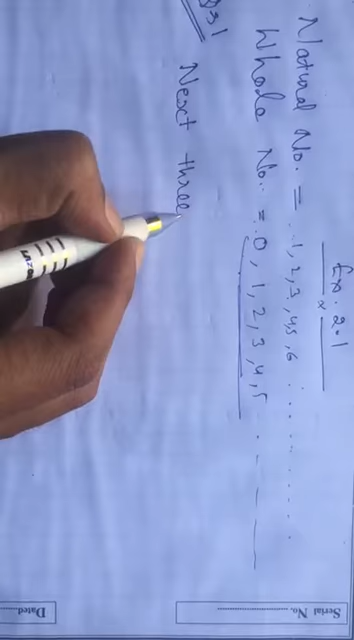 Ex. 2.1
Natural No. = 1, 2, 3, 4, 5, 6 . . . . . . . . .
Whole No. = 0, 1, 2, 3, 4, 5 . . - - -
Next three
Serial No. ..................
Dated